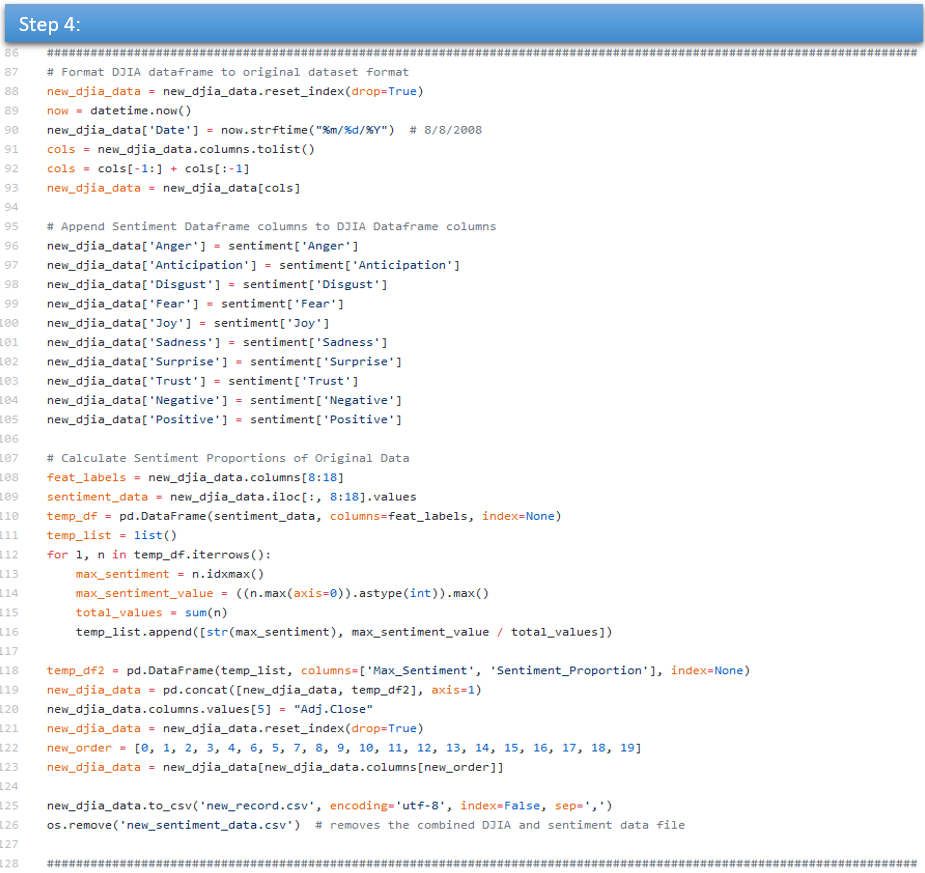 Step 4:
86 ########################################################################################################################
87 # Format DJIA dataframe to original dataset format
88 new_djia_data = new_djia_data.reset_index(drop=True)
89 now = datetime.now()
90 new_djia_data['Date'] = now.strftime("%m/%d/%Y")  # 8/8/2008
91 cols = new_djia_data.columns.tolist()
92 cols = cols[-1:] + cols[:-1]
93 new_djia_data = new_djia_data[cols]
94
95 # Append Sentiment Dataframe columns to DJIA Dataframe columns
96 new_djia_data['Anger'] = sentiment['Anger']
97 new_djia_data['Anticipation'] = sentiment['Anticipation']
98 new_djia_data['Disgust'] = sentiment['Disgust']
99 new_djia_data['Fear'] = sentiment['Fear']
100 new_djia_data['Joy'] = sentiment['Joy']
101 new_djia_data['Sadness'] = sentiment['Sadness']
102 new_djia_data['Surprise'] = sentiment['Surprise']
103 new_djia_data['Trust'] = sentiment['Trust']
104 new_djia_data['Negative'] = sentiment['Negative']
105 new_djia_data['Positive'] = sentiment['Positive']
106
107 # Calculate Sentiment Proportions of Original Data
108 feat_labels = new_djia_data.columns[8:18]
109 sentiment_data = new_djia_data.iloc[:, 8:18].values
110 temp_df = pd.DataFrame(sentiment_data, columns=feat_labels, index=None)
111 temp_list = list()
112 for l, n in temp_df.iterrows():
113     max_sentiment = n.idxmax()
114     max_sentiment_value = ((n.max(axis=0)).astype(int)).max()
115     total_values = sum(n)
116     temp_list.append([str(max_sentiment), max_sentiment_value / total_values])
117
118 temp_df2 = pd.DataFrame(temp_list, columns=['Max_Sentiment', 'Sentiment_Proportion'], index=None)
119 new_djia_data = pd.concat([new_djia_data, temp_df2], axis=1)
120 new_djia_data.columns.values[5] = "Adj.Close"
121 new_djia_data = new_djia_data.reset_index(drop=True)
122 new_order = [0, 1, 2, 3, 4, 6, 5, 7, 8, 9, 10, 11, 12, 13, 14, 15, 16, 17, 18, 19]
123 new_djia_data = new_djia_data[new_djia_data.columns[new_order]]
124
125 new_djia_data.to_csv('new_record.csv', encoding='utf-8', index=False, sep=',')
126 os.remove('new_sentiment_data.csv')  # removes the combined DJIA and sentiment data file
127
128 ########################################################################################################################